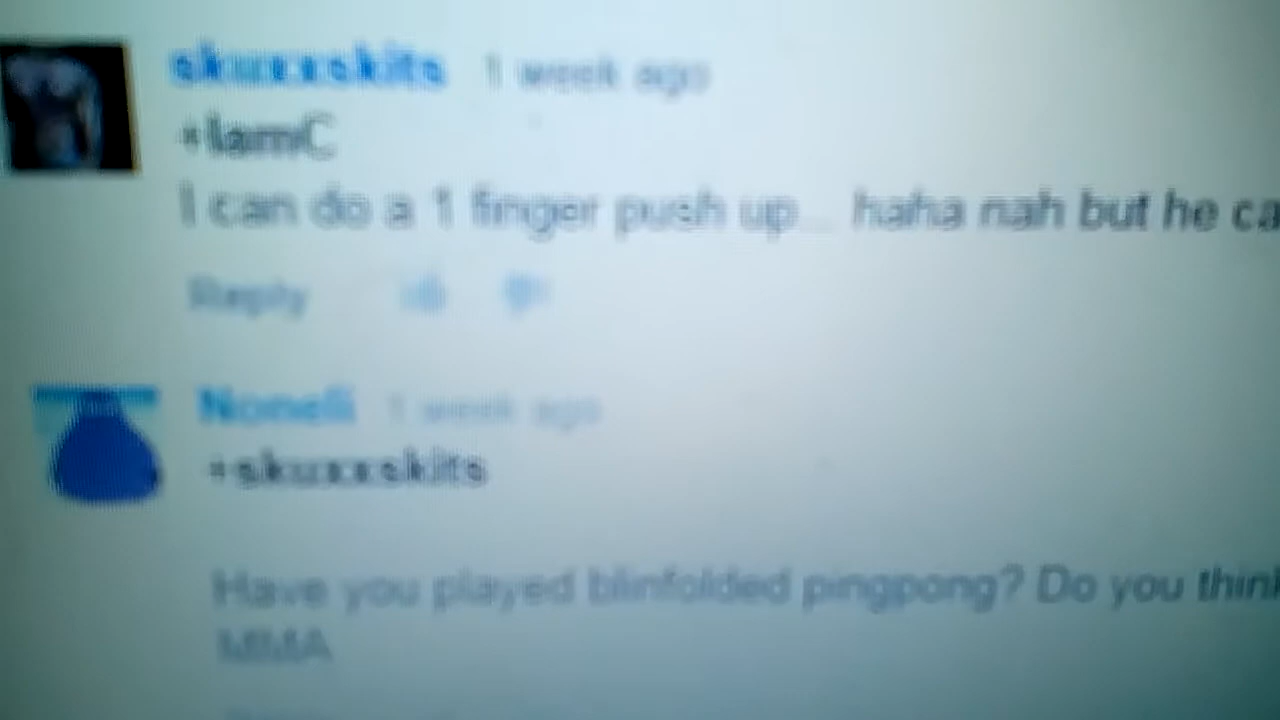 skuxxskits 1 week ago
+IamC
I can do a 1 finger push up... haha nah but he ca
Reply
Noneli 1 week ago
+skuxxskits
Have you played blinfolded pingpong? Do you think
MMA